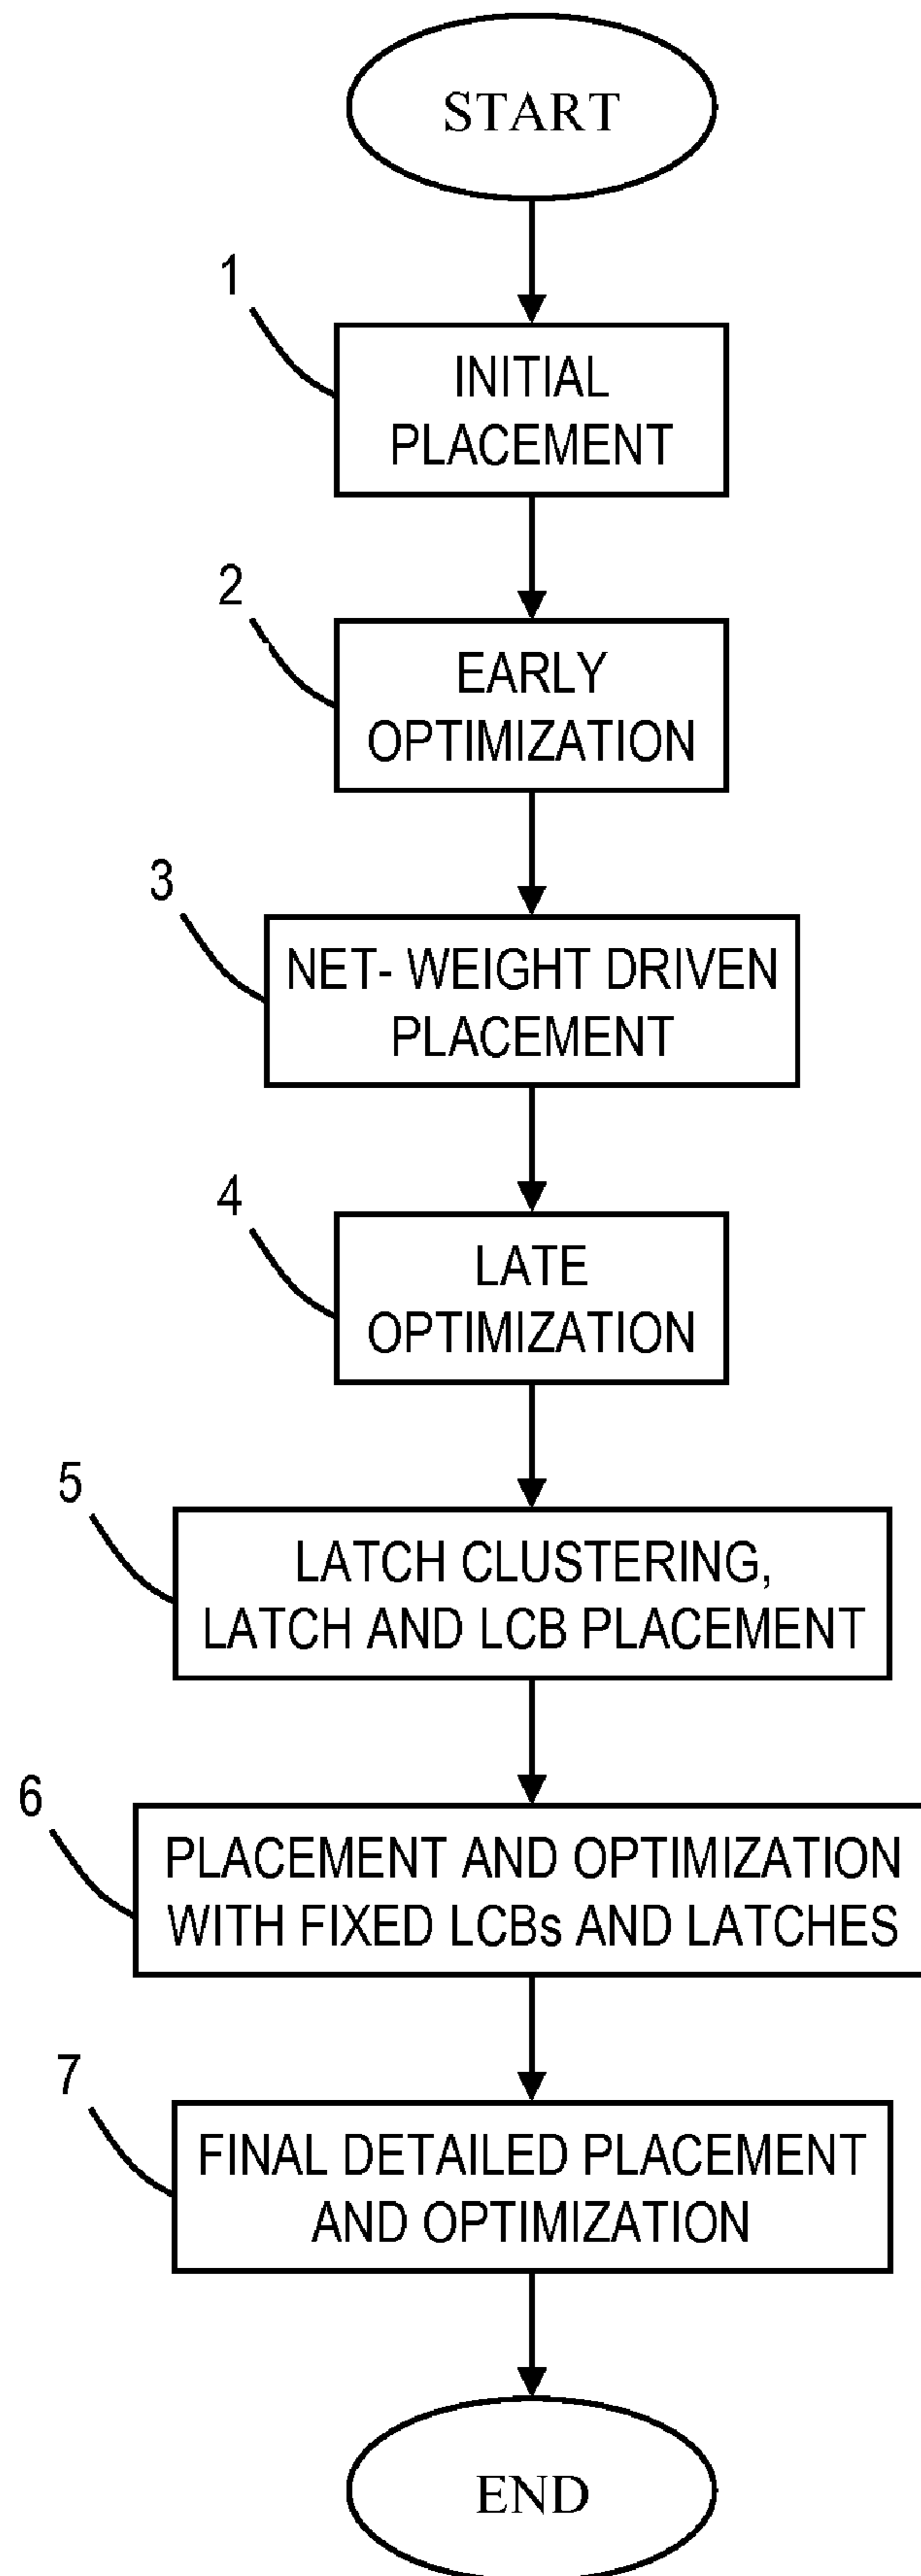 START
1
INITIAL
PLACEMENT
2
EARLY
OPTIMIZATION
3
NET- WEIGHT DRIVEN
PLACEMENT
4
LATE
OPTIMIZATION
5
LATCH CLUSTERING,
LATCH AND LCB PLACEMENT
6
PLACEMENT AND OPTIMIZATION
WITH FIXED LCBs AND LATCHES
7
FINAL DETAILED PLACEMENT
AND OPTIMIZATION
END